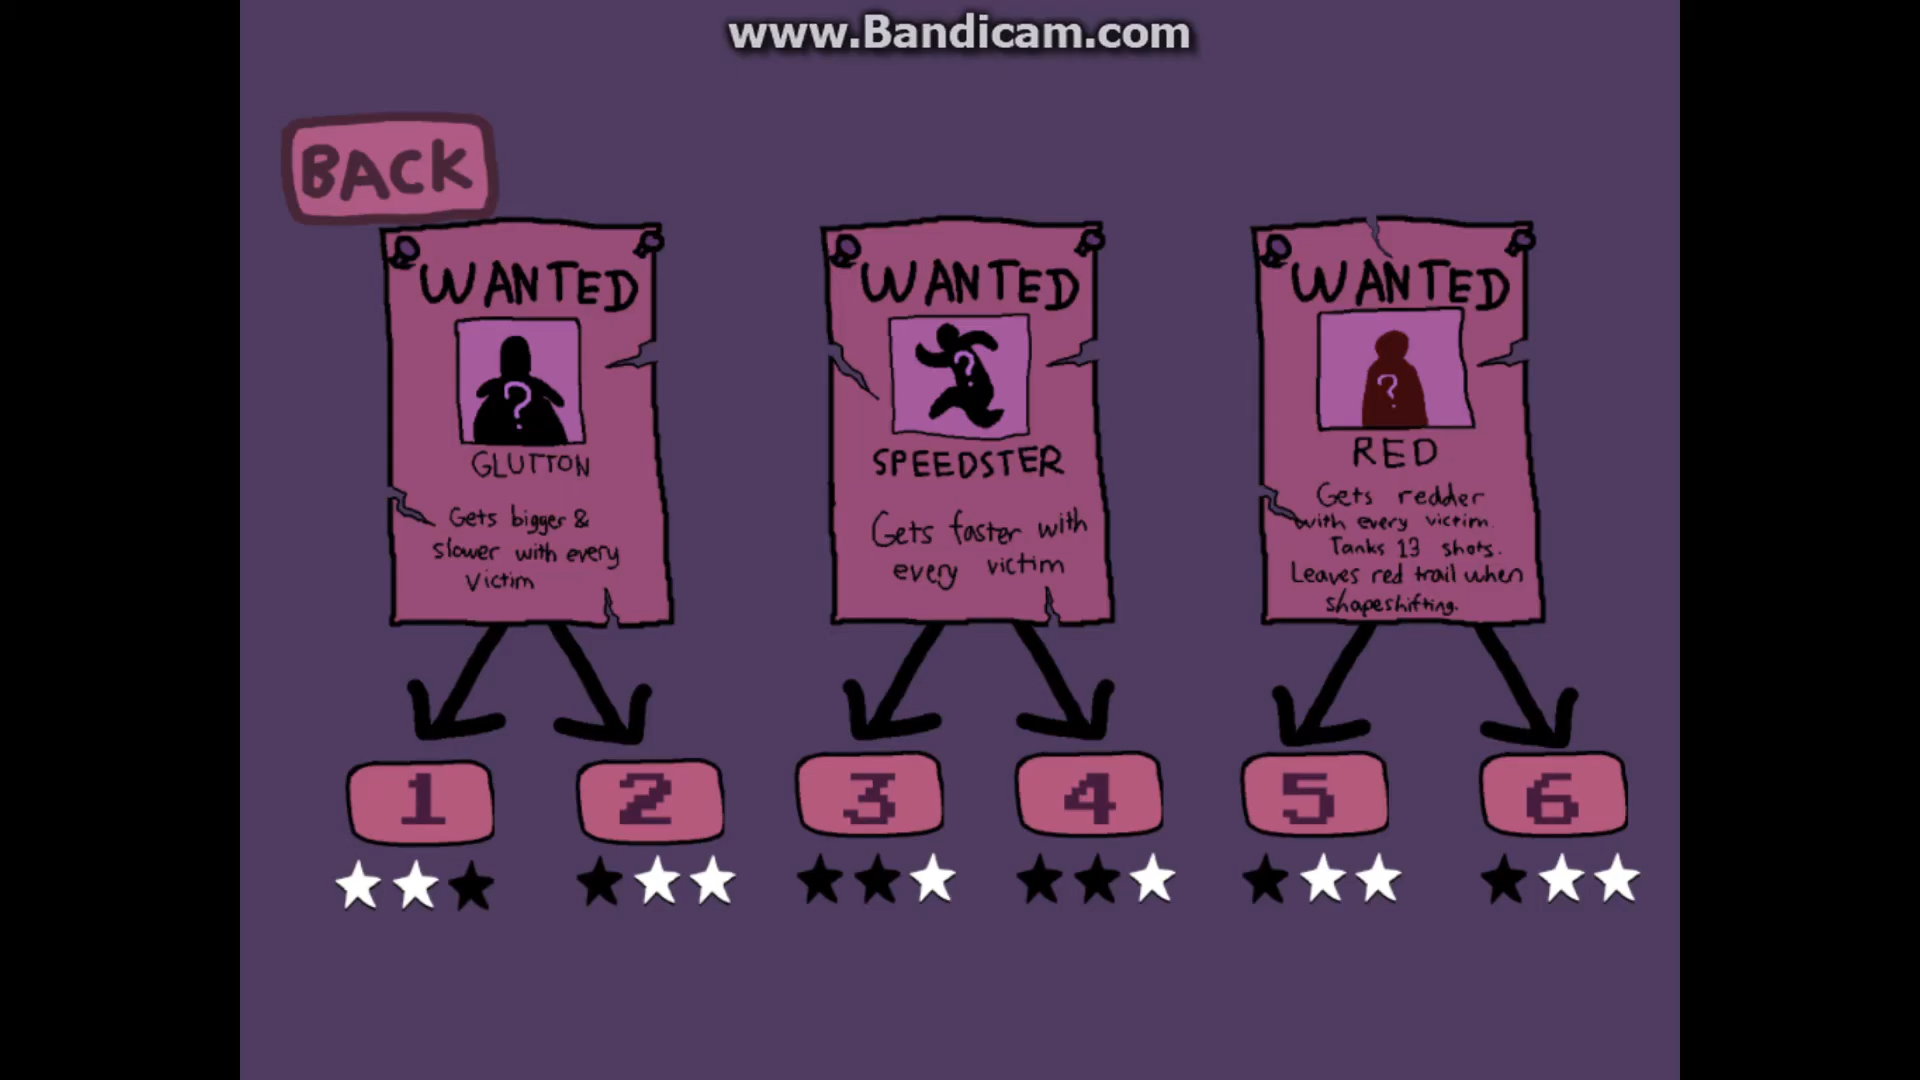 www.Bandicam.com
BACK
WANTED
?
GLUTTON
Gets bigger &
slower with every
victim
WANTED
?
SPEEDSTER
Gets faster with
every victim
WANTED
?
RED
Gets redder
with every victim.
Tanks 13 shots.
Leaves red trail when
shapeshifting.
1
2
3
4
5
6